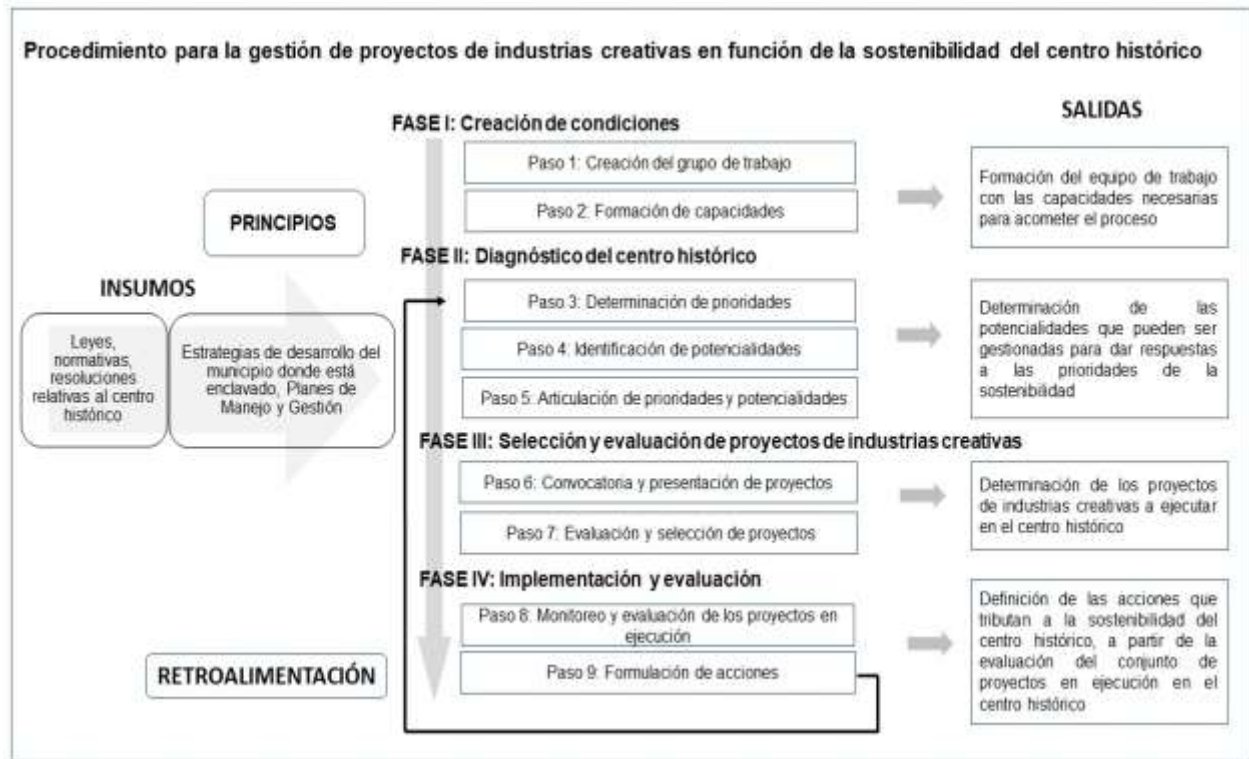 Procedimiento para la gestión de proyectos de industrias creativas en función de la sostenibilidad del centro histórico
PRINCIPIOS
INSUMOS
Leyes,
normativas,
resoluciones
relativas al centro
histórico
Estrategias de desarrollo del
municipio donde está
enclavado, Planes de
Manejo y Gestión
RETROALIMENTACIÓN
FASE I: Creación de condiciones
Paso 1: Creación del grupo de trabajo
Paso 2: Formación de capacidades
FASE II: Diagnóstico del centro histórico
Paso 3: Determinación de prioridades
Paso 4: Identificación de potencialidades
Paso 5: Articulación de prioridades y potencialidades
FASE III: Selección y evaluación de proyectos de industrias creativas
Paso 6: Convocatoria y presentación de proyectos
Paso 7: Evaluación y selección de proyectos
FASE IV: Implementación y evaluación
Paso 8: Monitoreo y evaluación de los proyectos en
ejecución
Paso 9: Formulación de acciones
SALIDAS
Formación del equipo de trabajo
con las capacidades necesarias
para acometer el proceso
Determinación de las
potencialidades que pueden ser
gestionadas para dar respuestas
a las prioridades de la
sostenibilidad
Determinación de los proyectos
de industrias creativas a ejecutar
en el centro histórico
Definición de las acciones que
tributan a la sostenibilidad del
centro histórico, a partir de la
evaluación del conjunto de
proyectos en ejecución en el
centro histórico